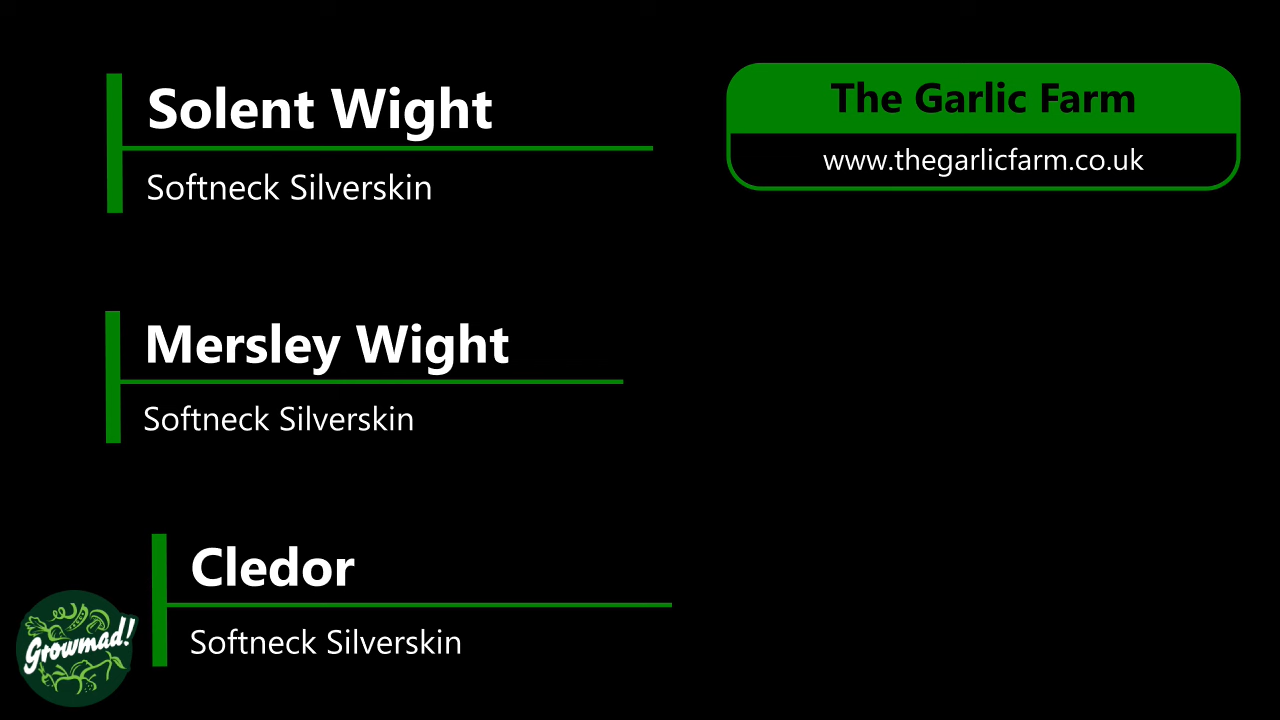 Solent Wight
Softneck Silverskin
The Garlic Farm
www.thegarlicfarm.co.uk
Mersley Wight
Softneck Silverskin
Cledor
Softneck Silverskin
Growmad!